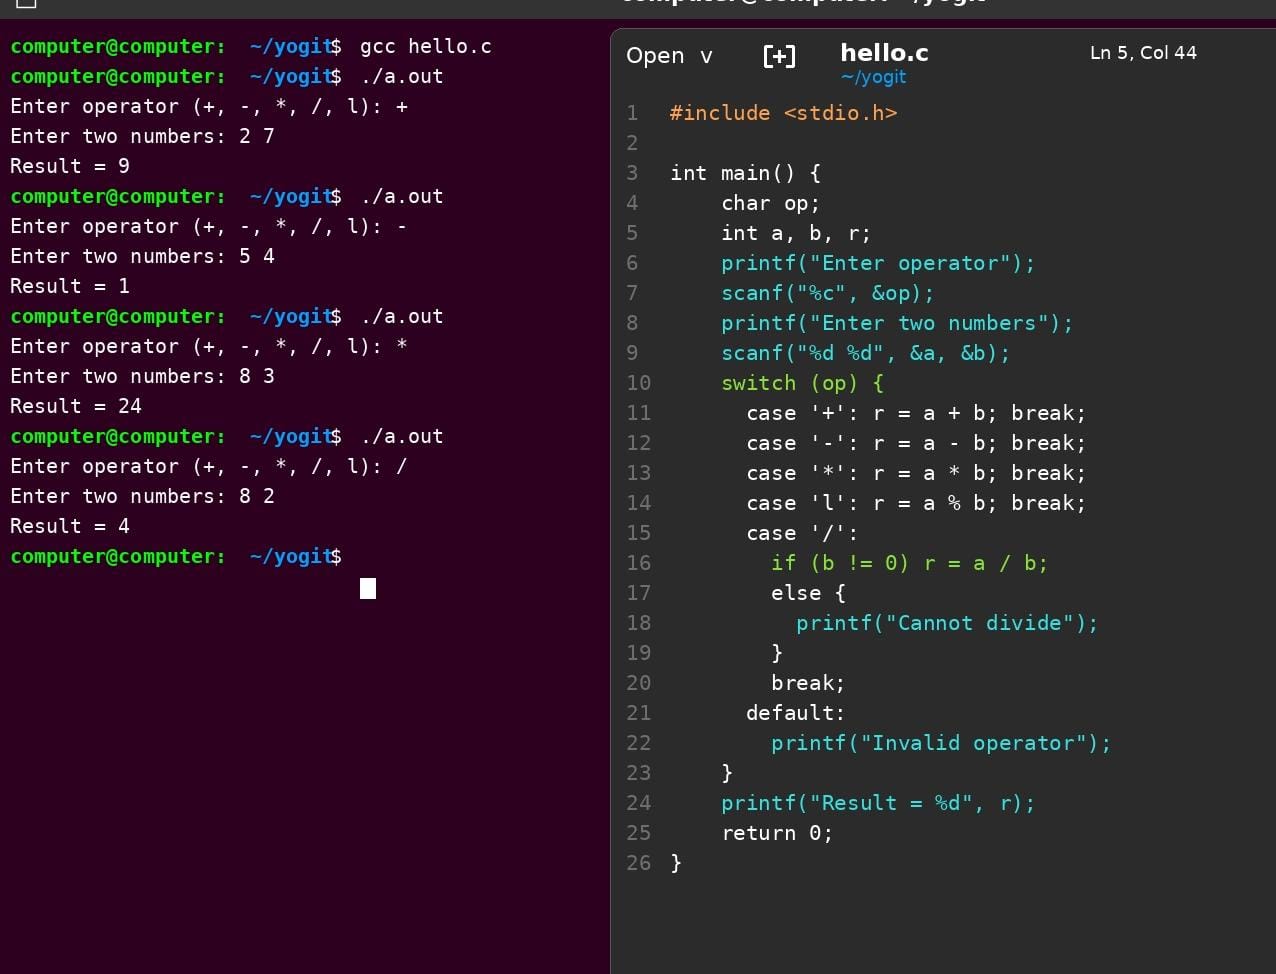 computer@computer: ~/yogit$ gcc hello.c
computer@computer: ~/yogit$ ./a.out
Enter operator (+, -, *, /, l): +
Enter two numbers: 2 7
Result = 9
computer@computer: ~/yogit$ ./a.out
Enter operator (+, -, *, /, l): -
Enter two numbers: 5 4
Result = 1
computer@computer: ~/yogit$ ./a.out
Enter operator (+, -, *, /, l): *
Enter two numbers: 8 3
Result = 24
computer@computer: ~/yogit$ ./a.out
Enter operator (+, -, *, /, l): /
Enter two numbers: 8 2
Result = 4
computer@computer: ~/yogit$
Open v [+] hello.c Ln 5, Col 44
~/yogit
1 #include <stdio.h>
2
3 int main() {
4 char op;
5 int a, b, r;
6 printf("Enter operator");
7 scanf("%c", &op);
8 printf("Enter two numbers");
9 scanf("%d %d", &a, &b);
10 switch (op) {
11 case '+': r = a + b; break;
12 case '-': r = a - b; break;
13 case '*': r = a * b; break;
14 case 'l': r = a % b; break;
15 case '/':
16 if (b != 0) r = a / b;
17 else {
18 printf("Cannot divide");
19 }
20 break;
21 default:
22 printf("Invalid operator");
23 }
24 printf("Result = %d", r);
25 return 0;
26 }